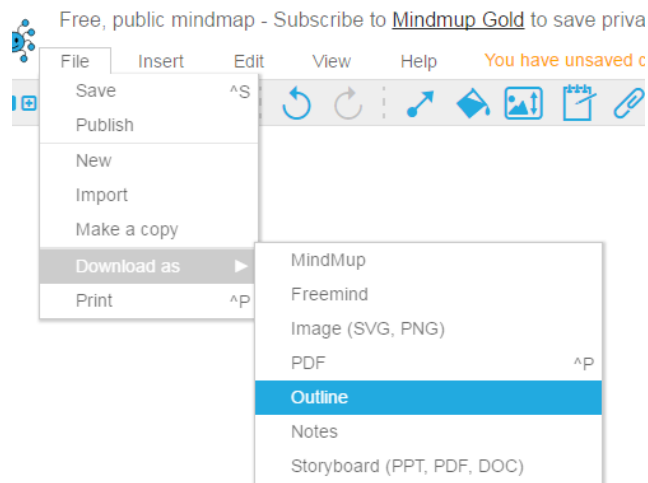 Free, public mindmap - Subscribe to Mindmup Gold to save priva
File Insert Edit View Help You have unsaved c
Save ^S
Publish
New
Import
Make a copy
Download as ▶
Print ^P
MindMup
Freemind
Image (SVG, PNG)
PDF ^P
Outline
Notes
Storyboard (PPT, PDF, DOC)